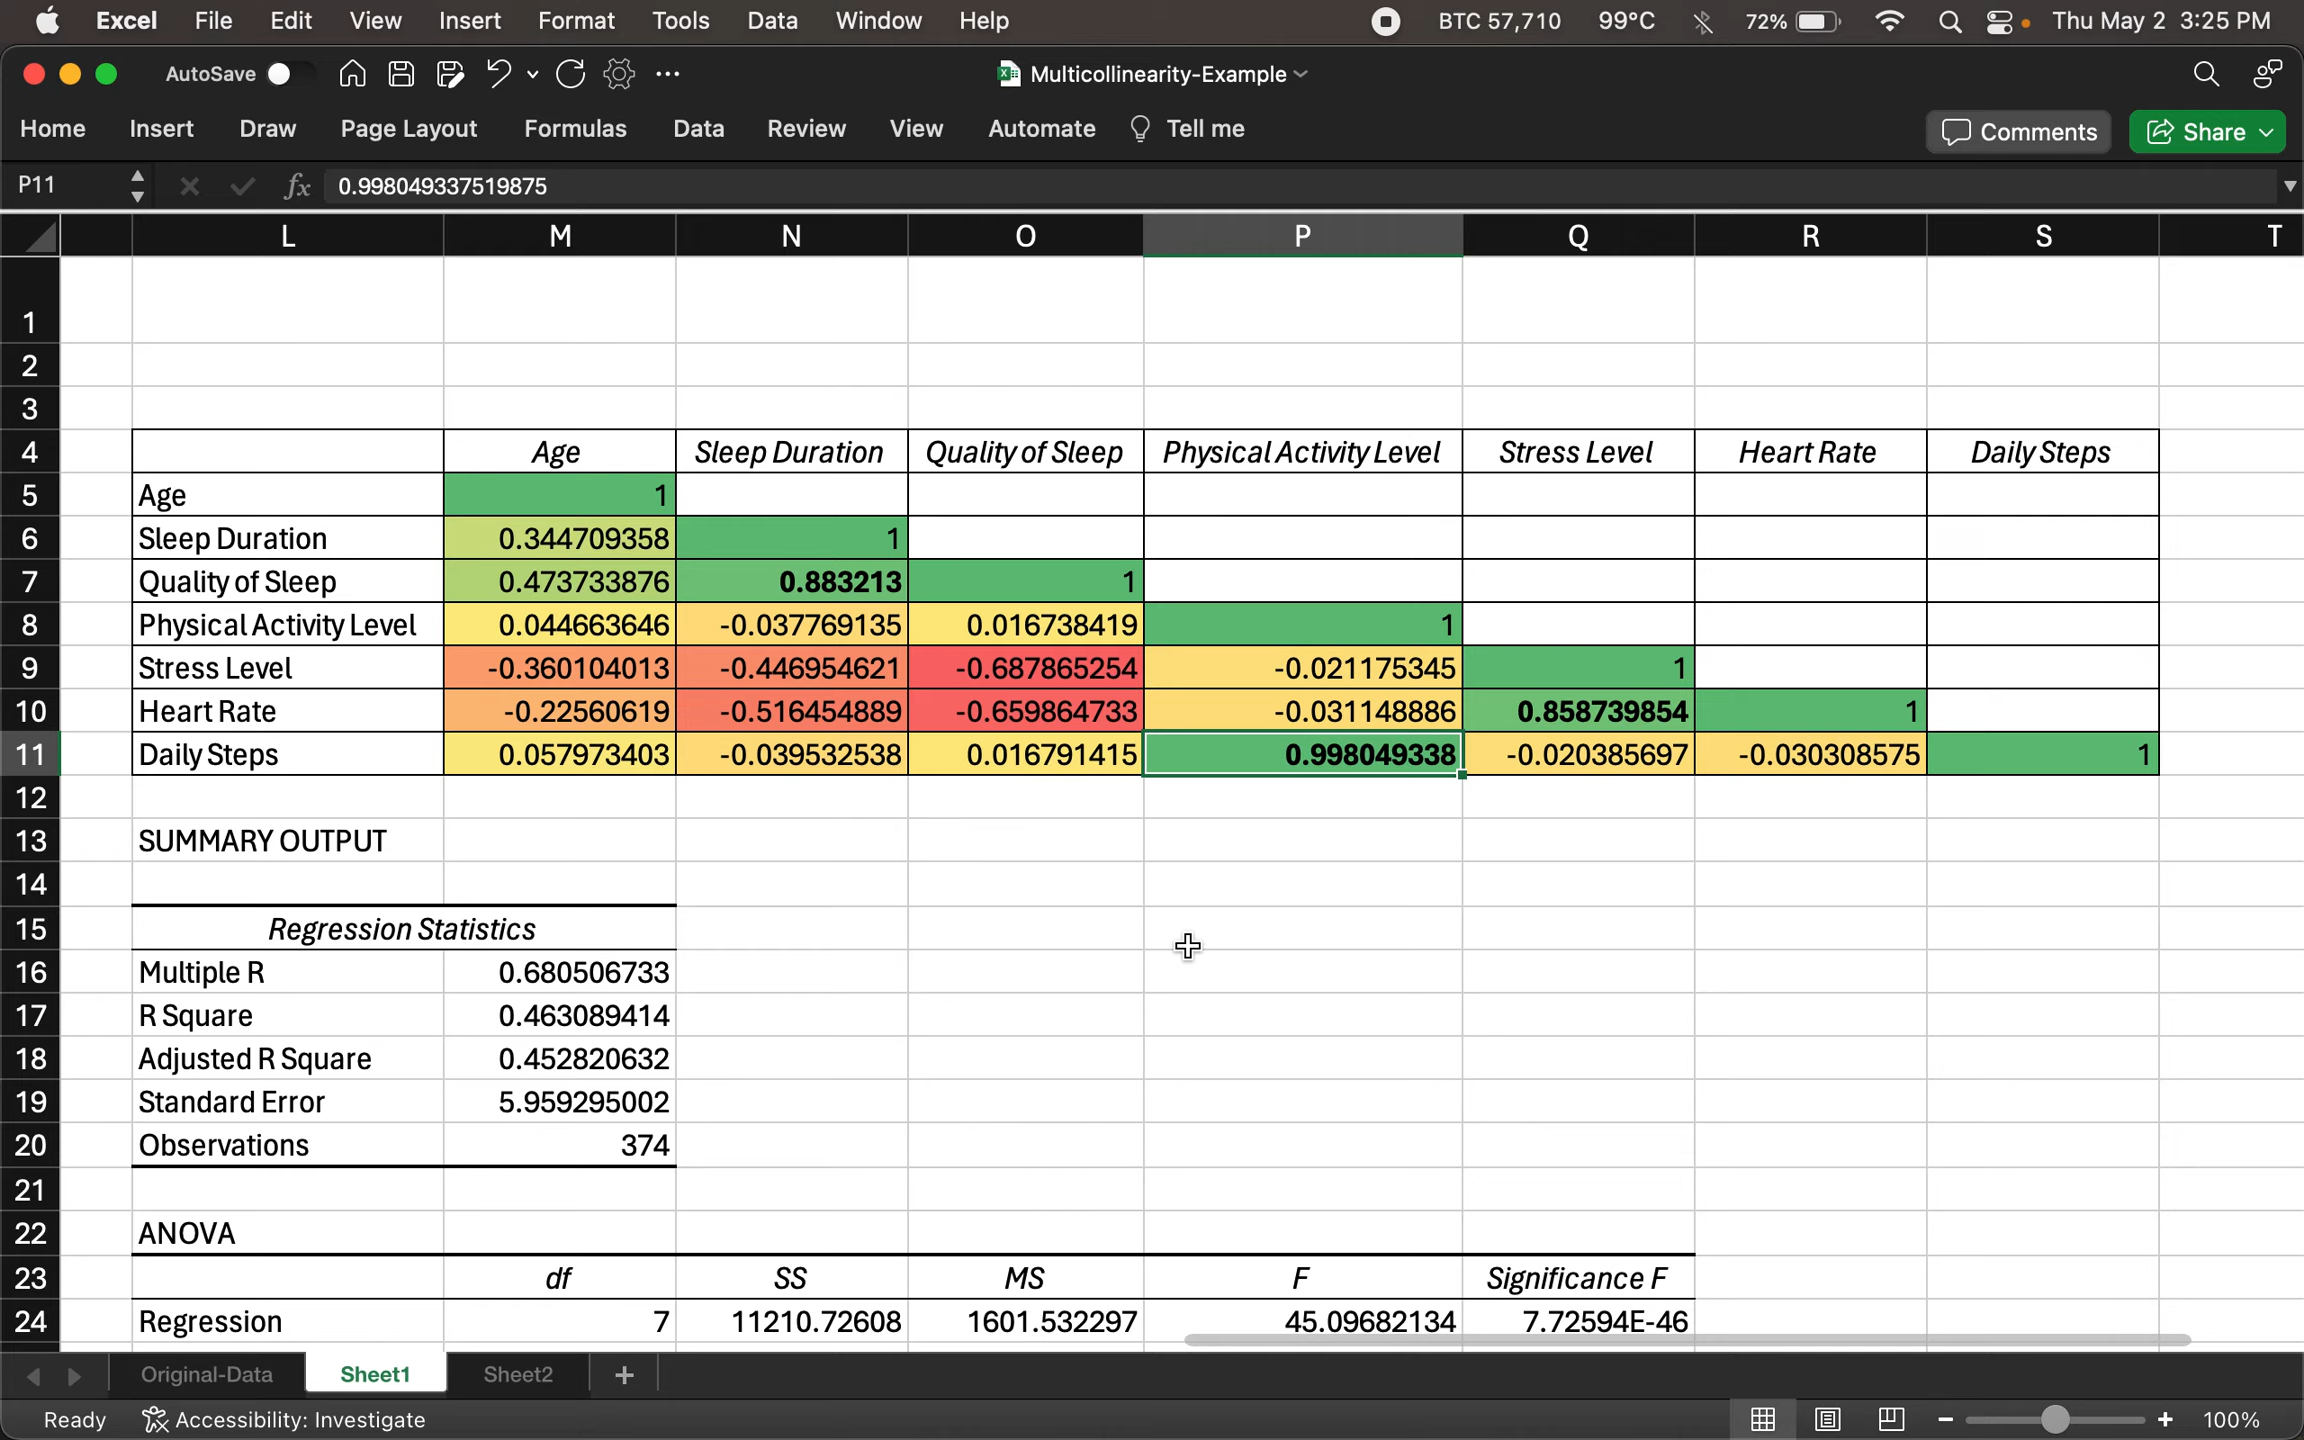 Excel File Edit View Insert Format Tools Data Window Help BTC 57,710 99°C 72% Thu May 2 3:25 PM
AutoSave Multicollinearity-Example
Home Insert Draw Page Layout Formulas Data Review View Automate Tell me Comments Share
P11 fx 0.998049337519875
L M N O P Q R S T
1
2
3
4 Age Sleep Duration Quality of Sleep Physical Activity Level Stress Level Heart Rate Daily Steps
5 Age 1
6 Sleep Duration 0.344709358 1
7 Quality of Sleep 0.473733876 0.883213 1
8 Physical Activity Level 0.044663646 -0.037769135 0.016738419 1
9 Stress Level -0.360104013 -0.446954621 -0.687865254 -0.021175345 1
10 Heart Rate -0.22560619 -0.516454889 -0.659864733 -0.031148886 0.858739854 1
11 Daily Steps 0.057973403 -0.039532538 0.016791415 0.998049338 -0.020385697 -0.030308575 1
12
13 SUMMARY OUTPUT
14
15 Regression Statistics
16 Multiple R 0.680506733
17 R Square 0.463089414
18 Adjusted R Square 0.452820632
19 Standard Error 5.959295002
20 Observations 374
21
22 ANOVA
23 df SS MS F Significance F
24 Regression 7 11210.72608 1601.532297 45.09682134 7.72594E-46
Original-Data Sheet1 Sheet2 +
Ready Accessibility: Investigate 100%